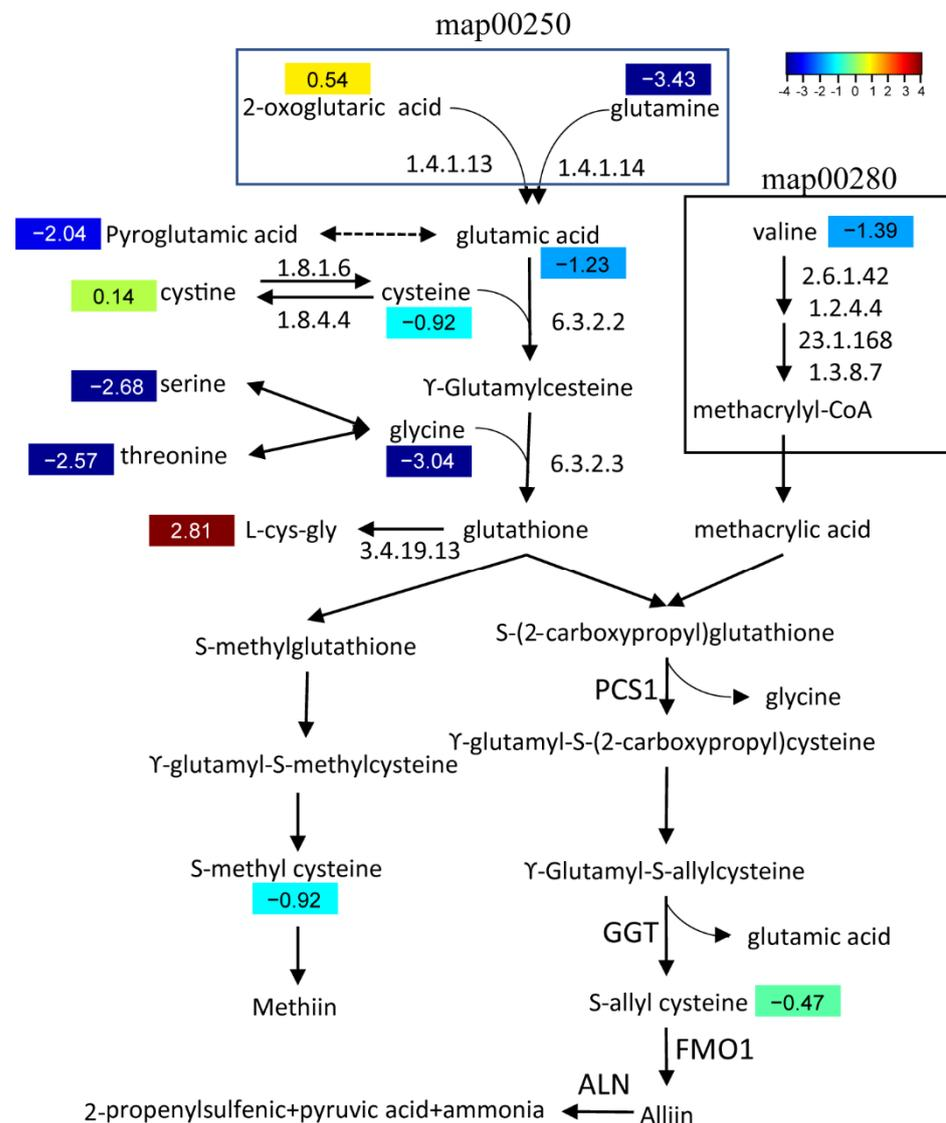 map00250
0.54
−3.43
2-oxoglutaric acid
glutamine
-4 -3 -2 -1 0 1 2 3 4
1.4.1.13
1.4.1.14
map00280
−2.04
Pyroglutamic acid
glutamic acid
−1.23
valine
−1.39
2.6.1.42
1.2.4.4
23.1.168
1.3.8.7
methacrylyl-CoA
0.14
cystine
1.8.1.6
1.8.4.4
cysteine
−0.92
6.3.2.2
−2.68
serine
ϒ-Glutamylcesteine
glycine
−3.04
−2.57
threonine
6.3.2.3
2.81
L-cys-gly
3.4.19.13
glutathione
methacrylic acid
S-methylglutathione
S-(2-carboxypropyl)glutathione
PCS1
glycine
ϒ-glutamyl-S-methylcysteine
ϒ-glutamyl-S-(2-carboxypropyl)cysteine
S-methyl cysteine
−0.92
ϒ-Glutamyl-S-allylcysteine
GGT
glutamic acid
Methiin
S-allyl cysteine
−0.47
FMO1
ALN
2-propenylsulfenic+pyruvic acid+ammonia
Alliin